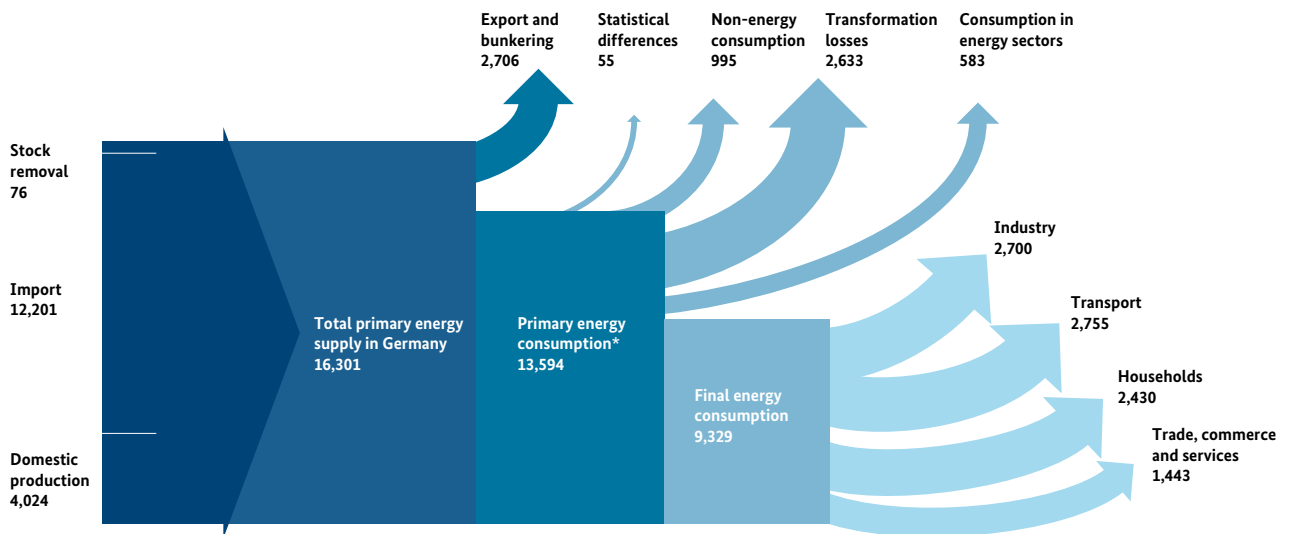 Export and
bunkering
2,706
Statistical
differences
55
Non-energy
consumption
995
Transformation
losses
2,633
Consumption in
energy sectors
583
Stock
removal
76
Import
12,201
Domestic
production
4,024
Total primary energy
supply in Germany
16,301
Primary energy
consumption*
13,594
Final energy
consumption
9,329
Industry
2,700
Transport
2,755
Households
2,430
Trade, commerce
and services
1,443